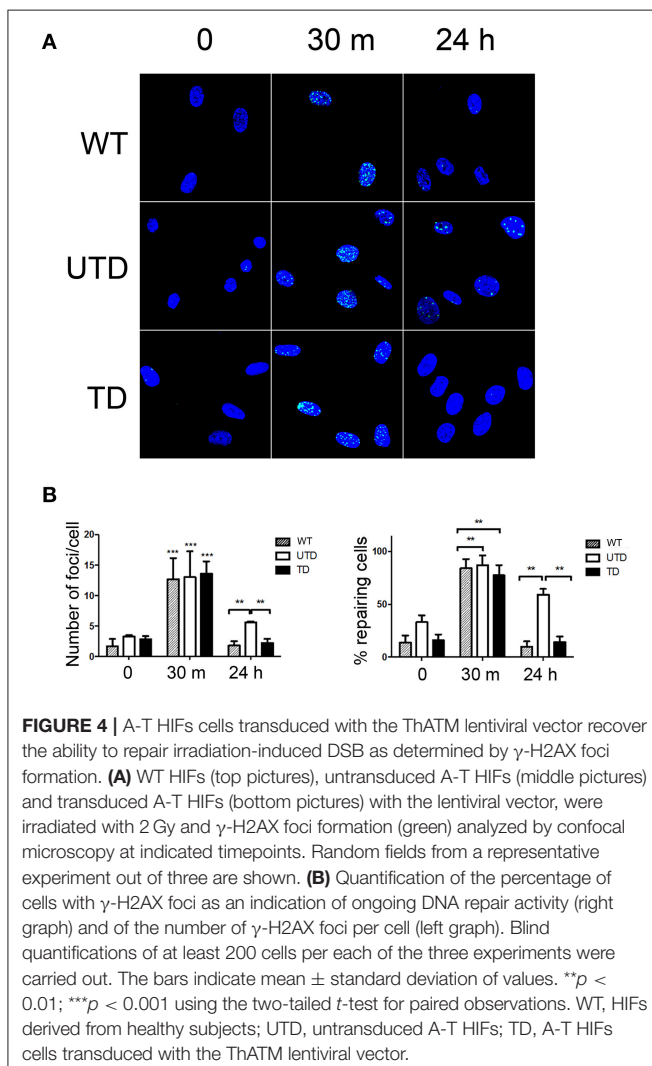 A
0 30 m 24 h
WT
UTD
TD
B
Number of foci/cell
20
15
10
5
0
*** *** ***
** **
WT
UTD
TD
0 30 m 24 h
% repairing cells
100
50
0
**
**
** **
WT
UTD
TD
0 30 m 24 h
FIGURE 4 | A-T HIFs cells transduced with the ThATM lentiviral vector recover
the ability to repair irradiation-induced DSB as determined by γ-H2AX foci
formation. (A) WT HIFs (top pictures), untransduced A-T HIFs (middle pictures)
and transduced A-T HIFs (bottom pictures) with the lentiviral vector, were
irradiated with 2 Gy and γ-H2AX foci formation (green) analyzed by confocal
microscopy at indicated timepoints. Random fields from a representative
experiment out of three are shown. (B) Quantification of the percentage of
cells with γ-H2AX foci as an indication of ongoing DNA repair activity (right
graph) and of the number of γ-H2AX foci per cell (left graph). Blind
quantifications of at least 200 cells per each of the three experiments were
carried out. The bars indicate mean ± standard deviation of values. **p <
0.01; ***p < 0.001 using the two-tailed t-test for paired observations. WT, HIFs
derived from healthy subjects; UTD, untransduced A-T HIFs; TD, A-T HIFs
cells transduced with the ThATM lentiviral vector.